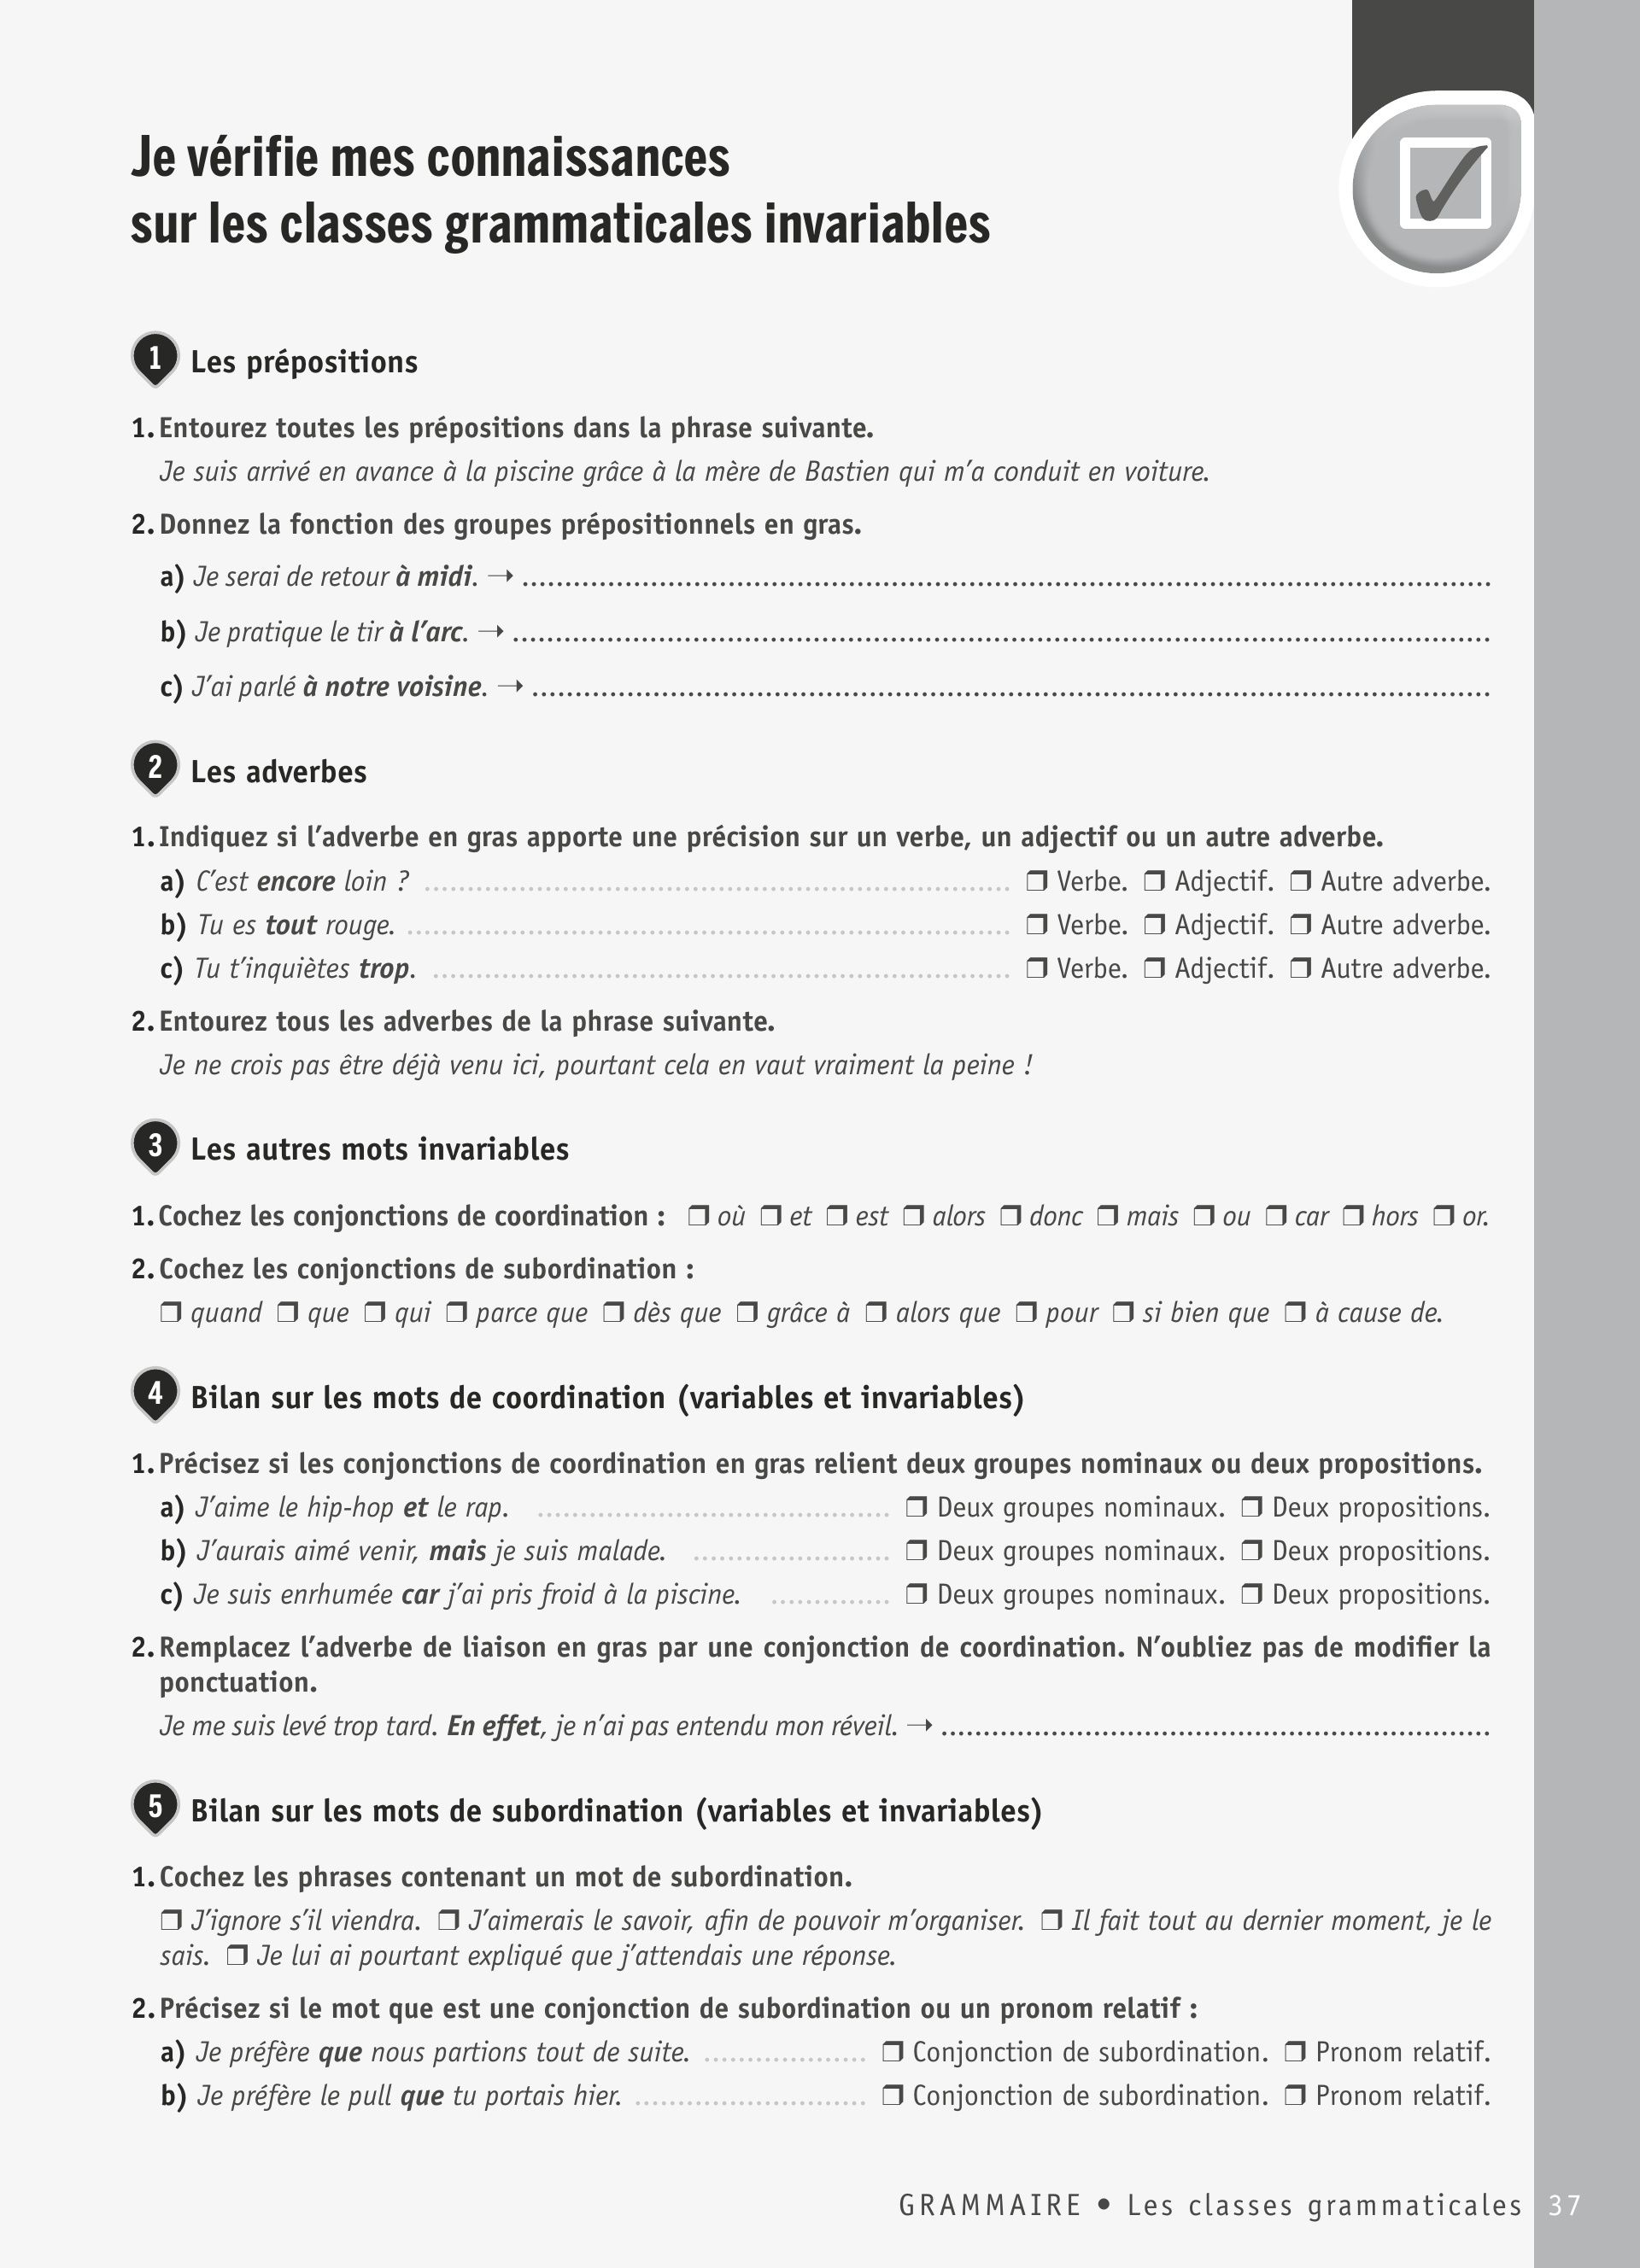 Je vérifie mes connaissances
sur les classes grammaticales invariables
1 Les prépositions
1. Entourez toutes les prépositions dans la phrase suivante.
Je suis arrivé en avance à la piscine grâce à la mère de Bastien qui m’a conduit en voiture.
2. Donnez la fonction des groupes prépositionnels en gras.
a) Je serai de retour à midi. → ..........
b) Je pratique le tir à l’arc. → ..........
c) J’ai parlé à notre voisine. → ..........
2 Les adverbes
1. Indiquez si l’adverbe en gras apporte une précision sur un verbe, un adjectif ou un autre adverbe.
a) C’est encore loin ? .......... ❒ Verbe. ❒ Adjectif. ❒ Autre adverbe.
b) Tu es tout rouge. .......... ❒ Verbe. ❒ Adjectif. ❒ Autre adverbe.
c) Tu t’inquiètes trop. .......... ❒ Verbe. ❒ Adjectif. ❒ Autre adverbe.
2. Entourez tous les adverbes de la phrase suivante.
Je ne crois pas être déjà venu ici, pourtant cela en vaut vraiment la peine !
3 Les autres mots invariables
1. Cochez les conjonctions de coordination : ❒ où ❒ et ❒ est ❒ alors ❒ donc ❒ mais ❒ ou ❒ car ❒ hors ❒ or.
2. Cochez les conjonctions de subordination :
❒ quand ❒ que ❒ qui ❒ parce que ❒ dès que ❒ grâce à ❒ alors que ❒ pour ❒ si bien que ❒ à cause de.
4 Bilan sur les mots de coordination (variables et invariables)
1. Précisez si les conjonctions de coordination en gras relient deux groupes nominaux ou deux propositions.
a) J’aime le hip-hop et le rap. .......... ❒ Deux groupes nominaux. ❒ Deux propositions.
b) J’aurais aimé venir, mais je suis malade. .......... ❒ Deux groupes nominaux. ❒ Deux propositions.
c) Je suis enrhumée car j’ai pris froid à la piscine. .......... ❒ Deux groupes nominaux. ❒ Deux propositions.
2. Remplacez l’adverbe de liaison en gras par une conjonction de coordination. N’oubliez pas de modifier la
ponctuation.
Je me suis levé trop tard. En effet, je n’ai pas entendu mon réveil. → ..........
5 Bilan sur les mots de subordination (variables et invariables)
1. Cochez les phrases contenant un mot de subordination.
❒ J’ignore s’il viendra. ❒ J’aimerais le savoir, afin de pouvoir m’organiser. ❒ Il fait tout au dernier moment, je le
sais. ❒ Je lui ai pourtant expliqué que j’attendais une réponse.
2. Précisez si le mot que est une conjonction de subordination ou un pronom relatif :
a) Je préfère que nous partions tout de suite. .......... ❒ Conjonction de subordination. ❒ Pronom relatif.
b) Je préfère le pull que tu portais hier. .......... ❒ Conjonction de subordination. ❒ Pronom relatif.
GRAMMAIRE • Les classes grammaticales 37